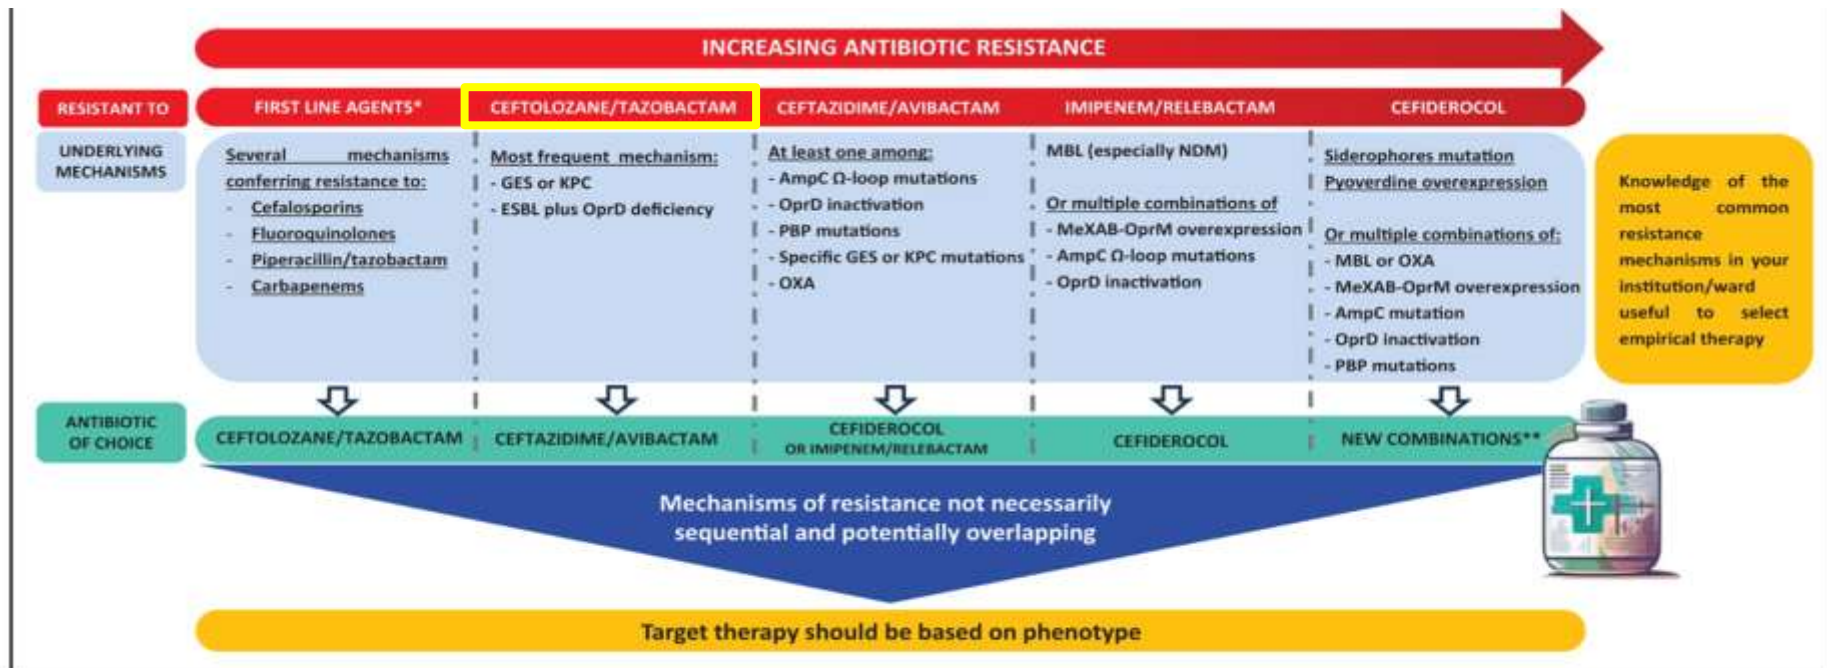 INCREASING ANTIBIOTIC RESISTANCE
RESISTANT TO
FIRST LINE AGENTS*
CEFTOLOZANE/TAZOBACTAM
CEFTAZIDIME/AVIBACTAM
IMIPENEM/RELEBACTAM
CEFIDEROCOL
UNDERLYING
MECHANISMS
Several mechanisms
conferring resistance to:
- Cefalosporins
- Fluoroquinolones
- Piperacillin/tazobactam
- Carbapenems
Most frequent mechanism:
- GES or KPC
- ESBL plus OprD deficiency
At least one among:
- AmpC Ω-loop mutations
- OprD inactivation
- PBP mutations
- Specific GES or KPC mutations
- OXA
MBL (especially NDM)
Or multiple combinations of
- MeXAB-OprM overexpression
- AmpC Ω-loop mutations
- OprD inactivation
Siderophores mutation
Pyoverdine overexpression
Or multiple combinations of:
- MBL or OXA
- MeXAB-OprM overexpression
- AmpC mutation
- OprD inactivation
- PBP mutations
Knowledge of the
most common
resistance
mechanisms in your
institution/ward
useful to select
empirical therapy
ANTIBIOTIC
OF CHOICE
CEFTOLOZANE/TAZOBACTAM
CEFTAZIDIME/AVIBACTAM
CEFIDEROCOL
OR IMIPENEM/RELEBACTAM
CEFIDEROCOL
NEW COMBINATIONS**
Mechanisms of resistance not necessarily
sequential and potentially overlapping
Target therapy should be based on phenotype